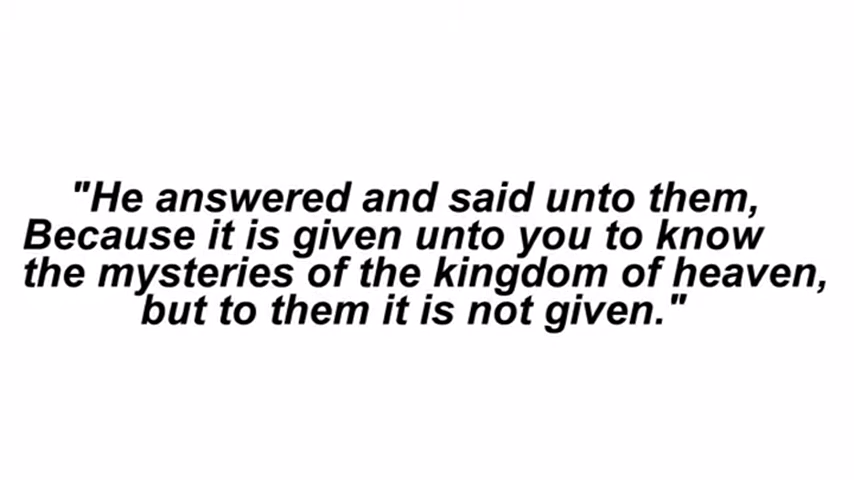 "He answered and said unto them,
Because it is given unto you to know
the mysteries of the kingdom of heaven,
but to them it is not given."